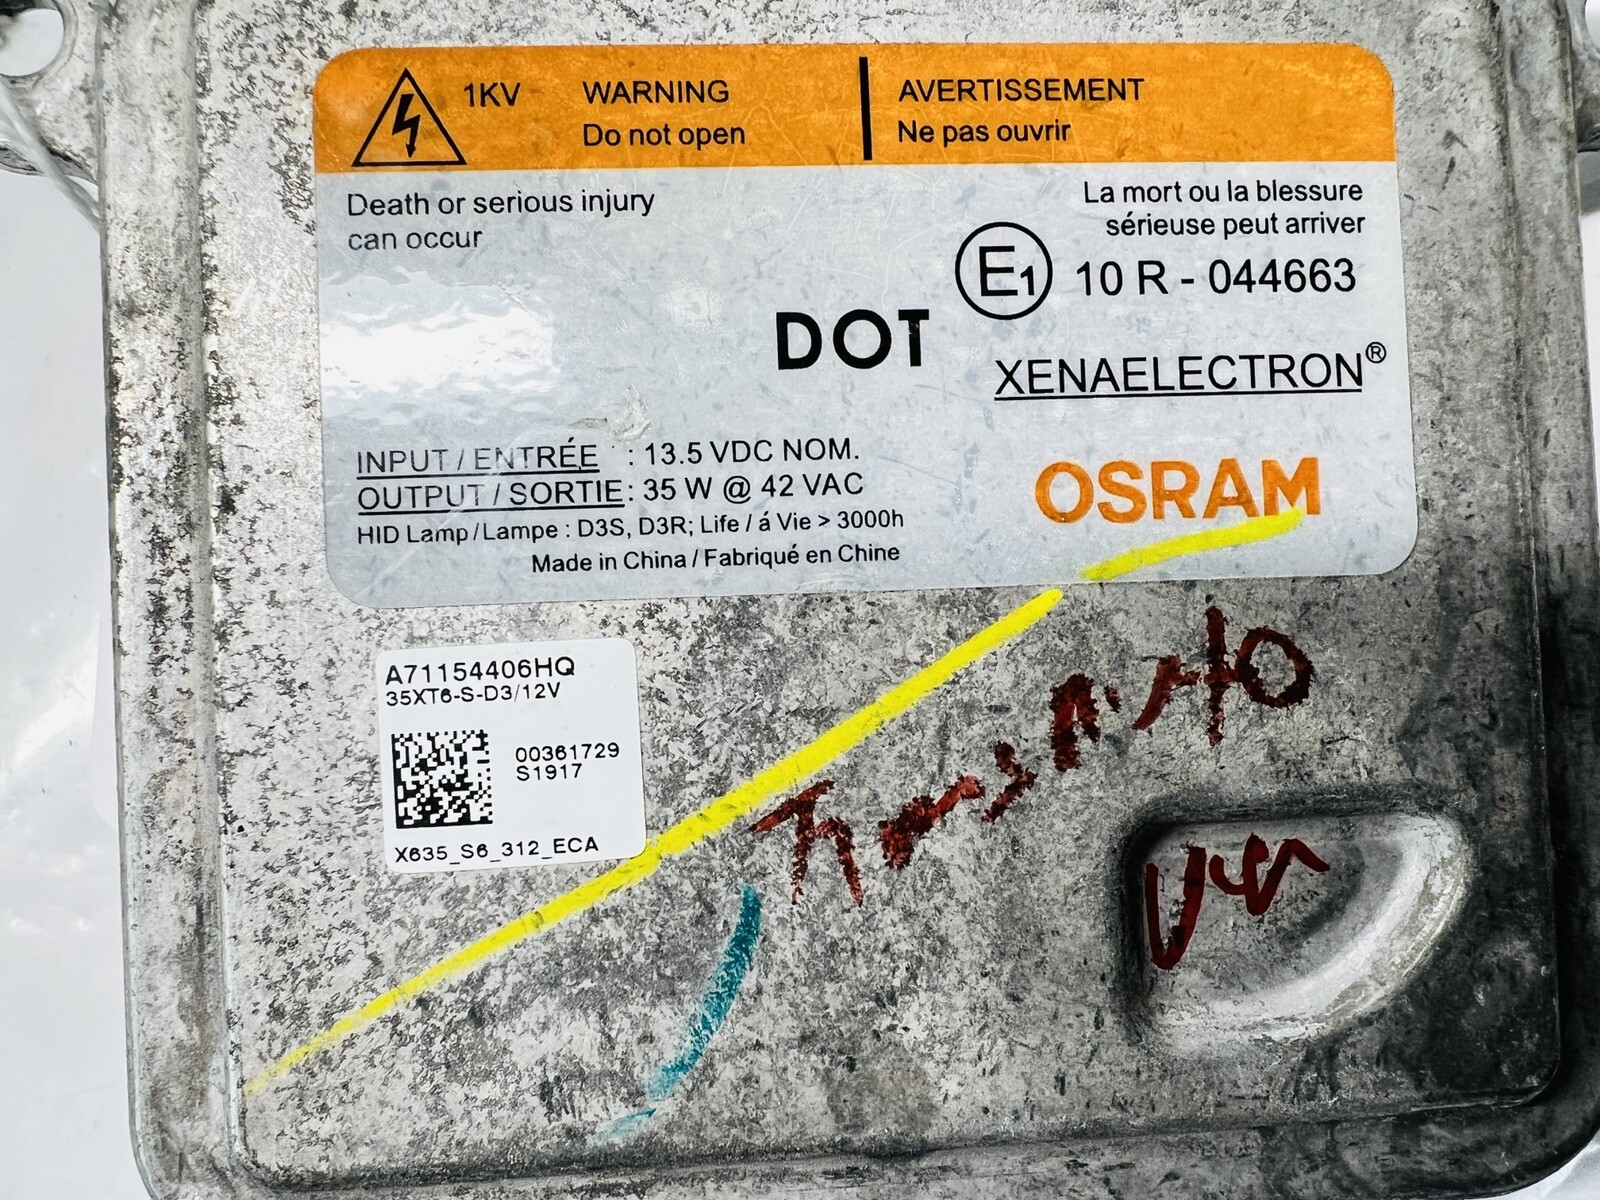 1KV WARNING
Do not open
AVERTISSEMENT
Ne pas ouvrir
Death or serious injury
can occur
La mort ou la blessure
sérieuse peut arriver
E1 10 R - 044663
DOT
XENAELECTRON®
INPUT / ENTRÉE : 13.5 VDC NOM.
OUTPUT / SORTIE : 35 W @ 42 VAC
HID Lamp / Lampe : D3S, D3R; Life / á Vie > 3000h
Made in China / Fabriqué en Chine
OSRAM
A71154406HQ
35XT6-S-D3/12V
00361729
S1917
X635_S6_312_ECA